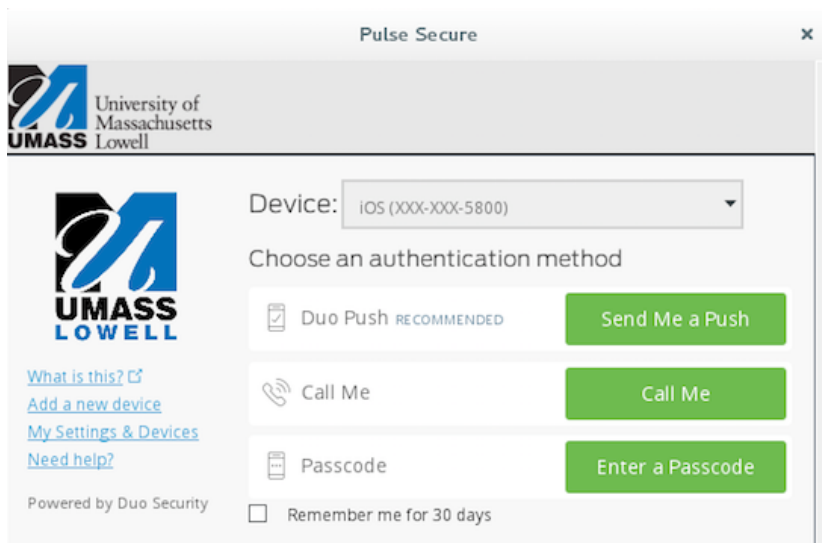 Pulse Secure
×
University of
Massachusetts
UMASS Lowell
Device: iOS (XXX-XXX-5800)
UMASS
LOWELL
Choose an authentication method
Duo Push RECOMMENDED Send Me a Push
What is this?
Add a new device
My Settings & Devices
Need help?
Call Me Call Me
Passcode Enter a Passcode
Powered by Duo Security
Remember me for 30 days